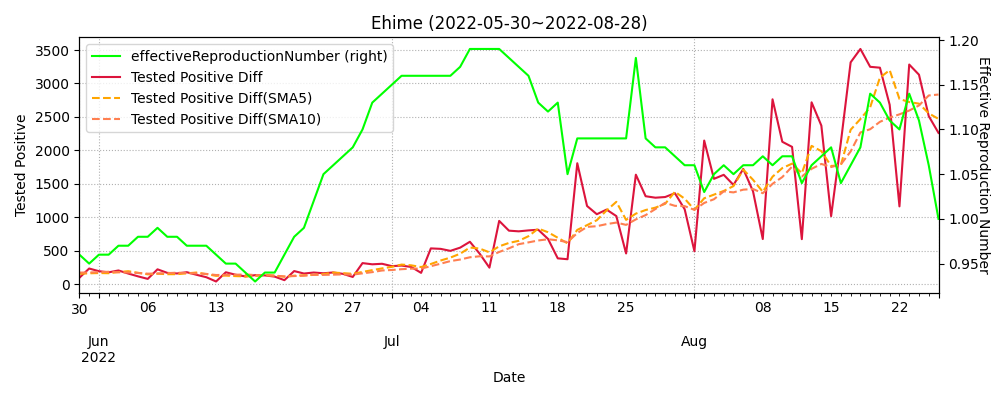 Ehime (2022-05-30~2022-08-28)
effectiveReproductionNumber (right)
Tested Positive Diff
Tested Positive Diff(SMA5)
Tested Positive Diff(SMA10)
Tested Positive
3500
3000
2500
2000
1500
1000
500
0
Effective Reproduction Number
1.20
1.15
1.10
1.05
1.00
0.95
30 06 13 20 27 04 11 18 25 08 15 22
Jun Jul Aug
2022
Date